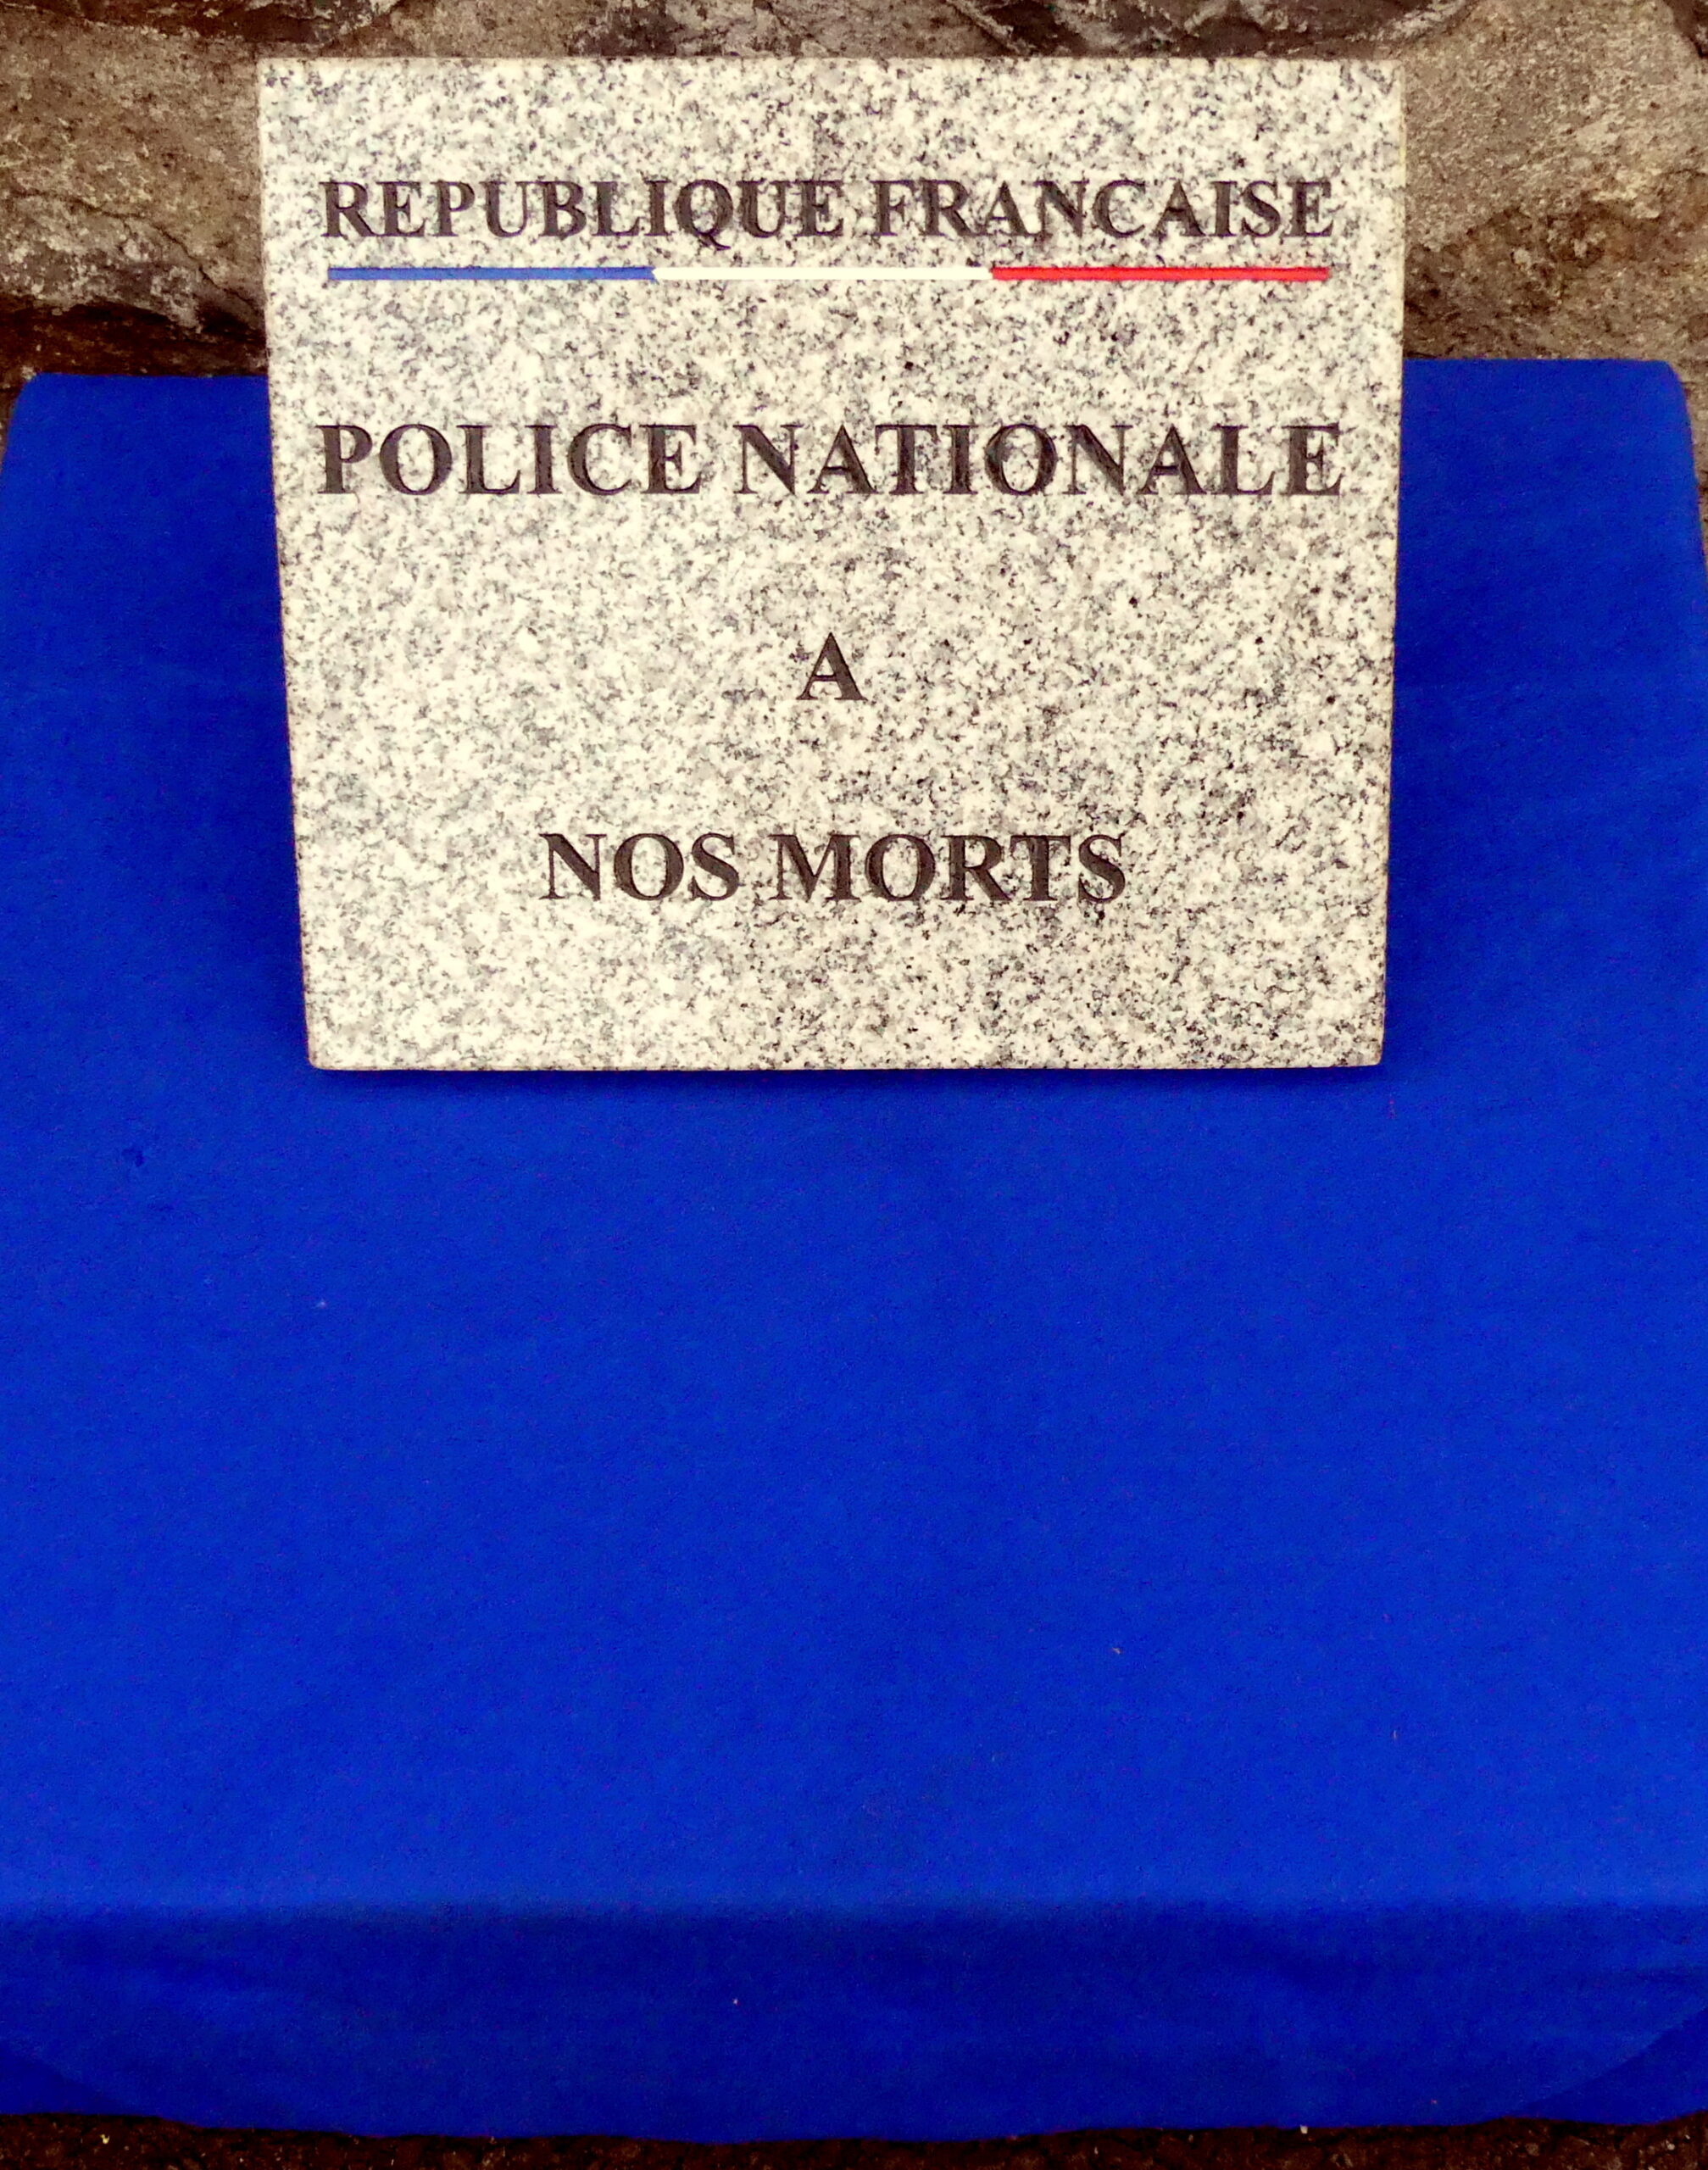 REPUBLIQUE FRANCAISE
POLICE NATIONALE
A
NOS MORTS